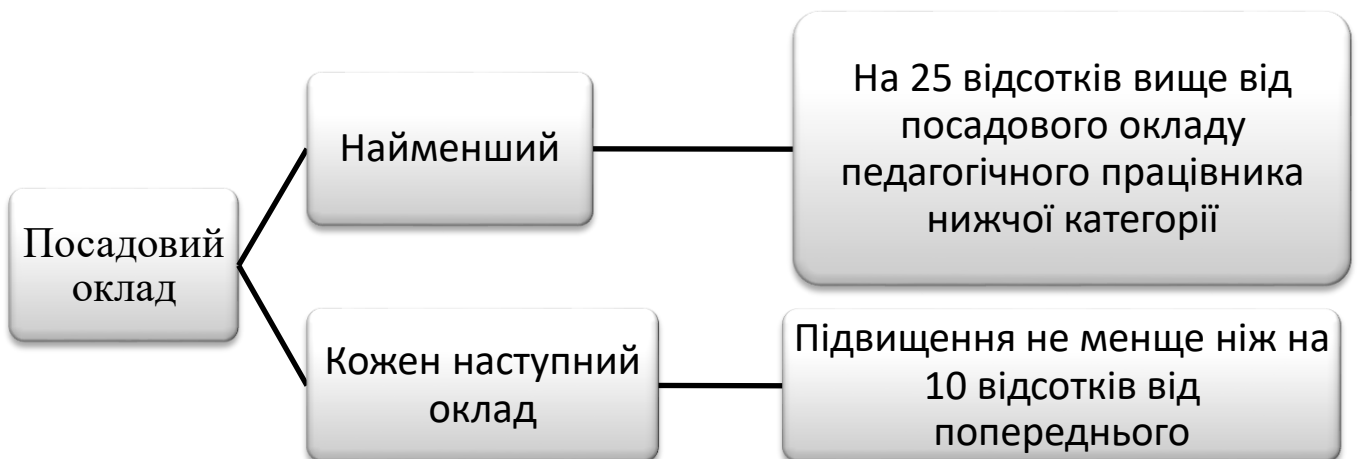 Посадовий
оклад
Найменший
На 25 відсотків вище від
посадового окладу
педагогічного працівника
нижчої категорії
Кожен наступний
оклад
Підвищення не менще ніж на
10 відсотків від
попереднього